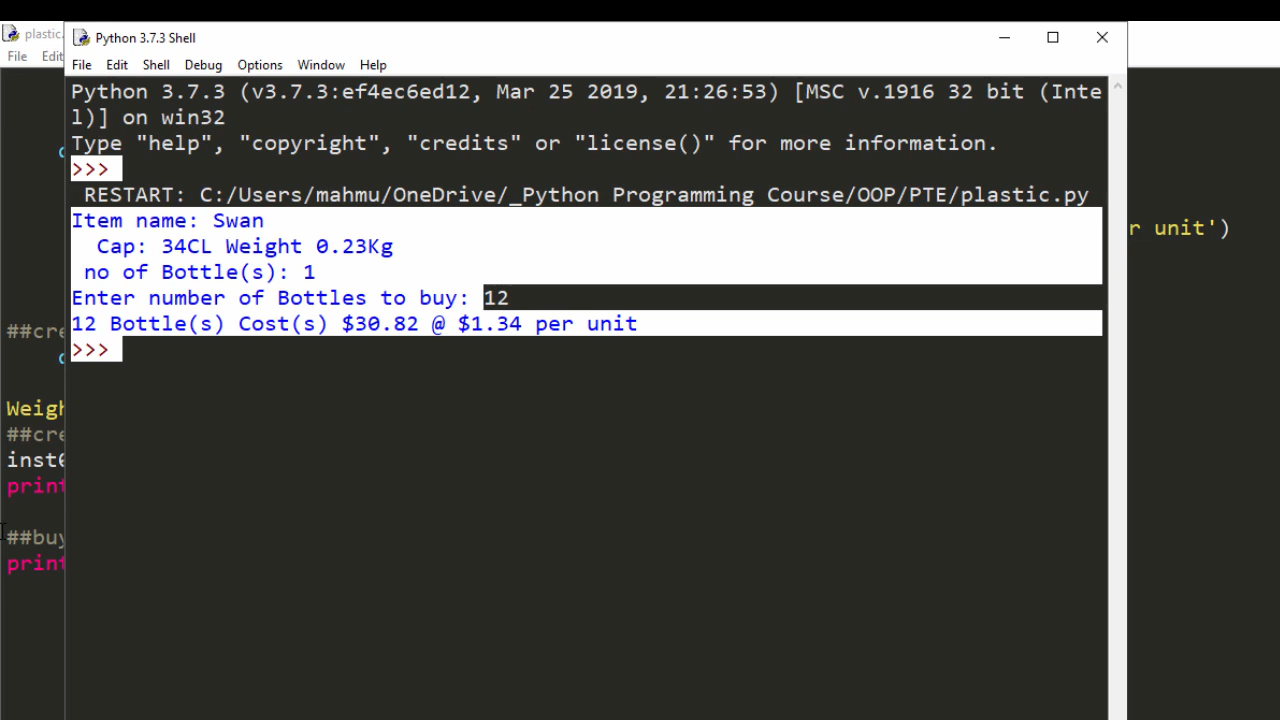 plastic.
Python 3.7.3 Shell
File Edit
File Edit Shell Debug Options Window Help
Python 3.7.3 (v3.7.3:ef4ec6ed12, Mar 25 2019, 21:26:53) [MSC v.1916 32 bit (Inte
l)] on win32
Type "help", "copyright", "credits" or "license()" for more information.
>>>
RESTART: C:/Users/mahmu/OneDrive/_Python Programming Course/OOP/PTE/plastic.py
Item name: Swan
r unit')
Cap: 34CL Weight 0.23Kg
no of Bottle(s): 1
Enter number of Bottles to buy: 12
12 Bottle(s) Cost(s) $30.82 @ $1.34 per unit
##cre
>>>
Weigh
##cre
inst
print
##buy
print